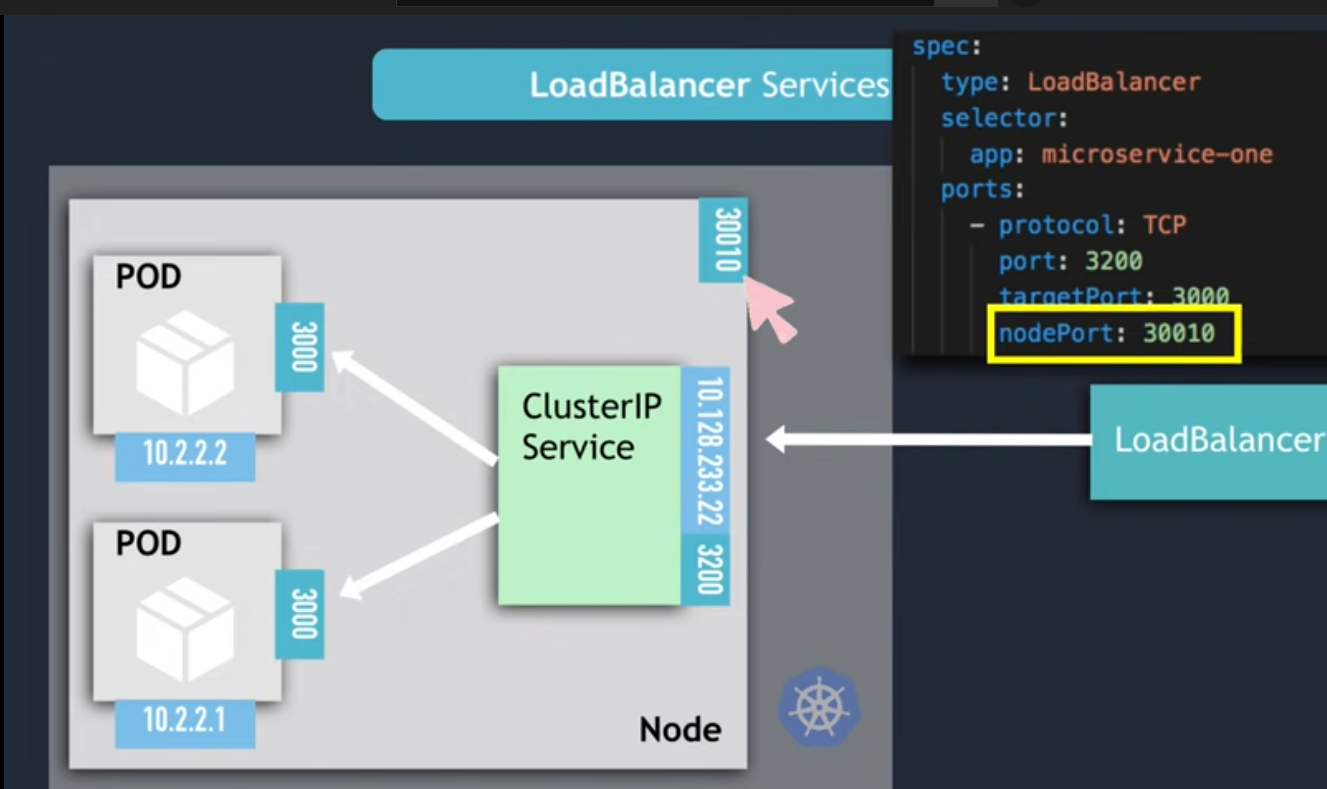 LoadBalancer Services
spec:
type: LoadBalancer
selector:
app: microservice-one
ports:
- protocol: TCP
port: 3200
targetPort: 3000
nodePort: 30010
30010
POD
3000
10.2.2.2
ClusterIP
Service
10.128.233.22
3200
LoadBalancer
POD
3000
10.2.2.1
Node